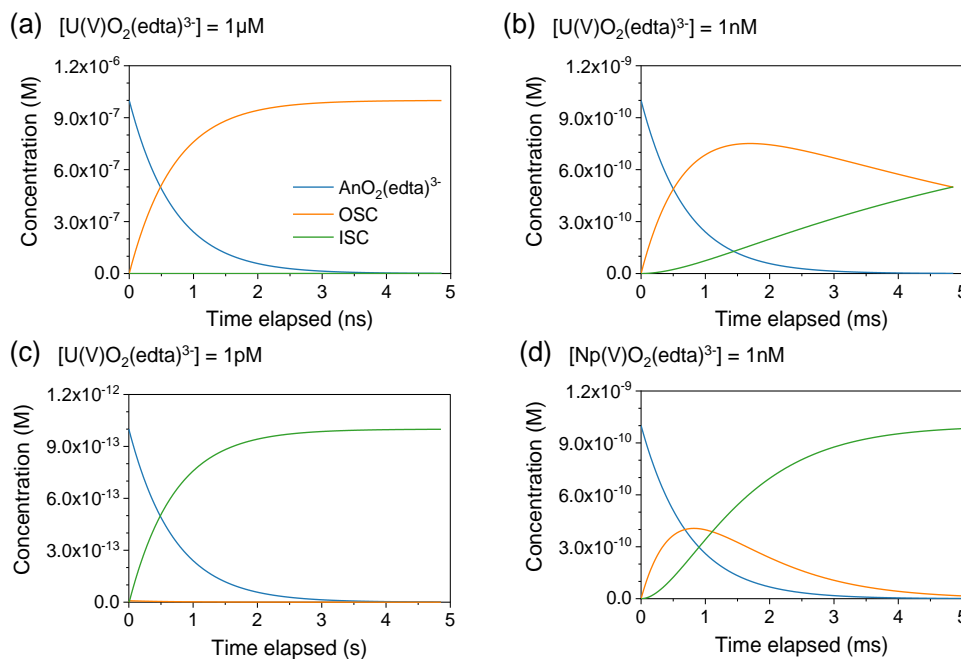 (a) [U(V)O₂(edta)³⁻] = 1µM
1.2x10⁻⁶
9.0x10⁻⁷
6.0x10⁻⁷
3.0x10⁻⁷
0.0
Concentration (M)
AnO₂(edta)³⁻
OSC
ISC
0 1 2 3 4 5
Time elapsed (ns)
(b) [U(V)O₂(edta)³⁻] = 1nM
1.2x10⁻⁹
9.0x10⁻¹⁰
6.0x10⁻¹⁰
3.0x10⁻¹⁰
0.0
Concentration (M)
0 1 2 3 4 5
Time elapsed (ms)
(c) [U(V)O₂(edta)³⁻] = 1pM
1.2x10⁻¹²
9.0x10⁻¹³
6.0x10⁻¹³
3.0x10⁻¹³
0.0
Concentration (M)
0 1 2 3 4 5
Time elapsed (s)
(d) [Np(V)O₂(edta)³⁻] = 1nM
1.2x10⁻⁹
9.0x10⁻¹⁰
6.0x10⁻¹⁰
3.0x10⁻¹⁰
0.0
Concentration (M)
0 1 2 3 4 5
Time elapsed (ms)